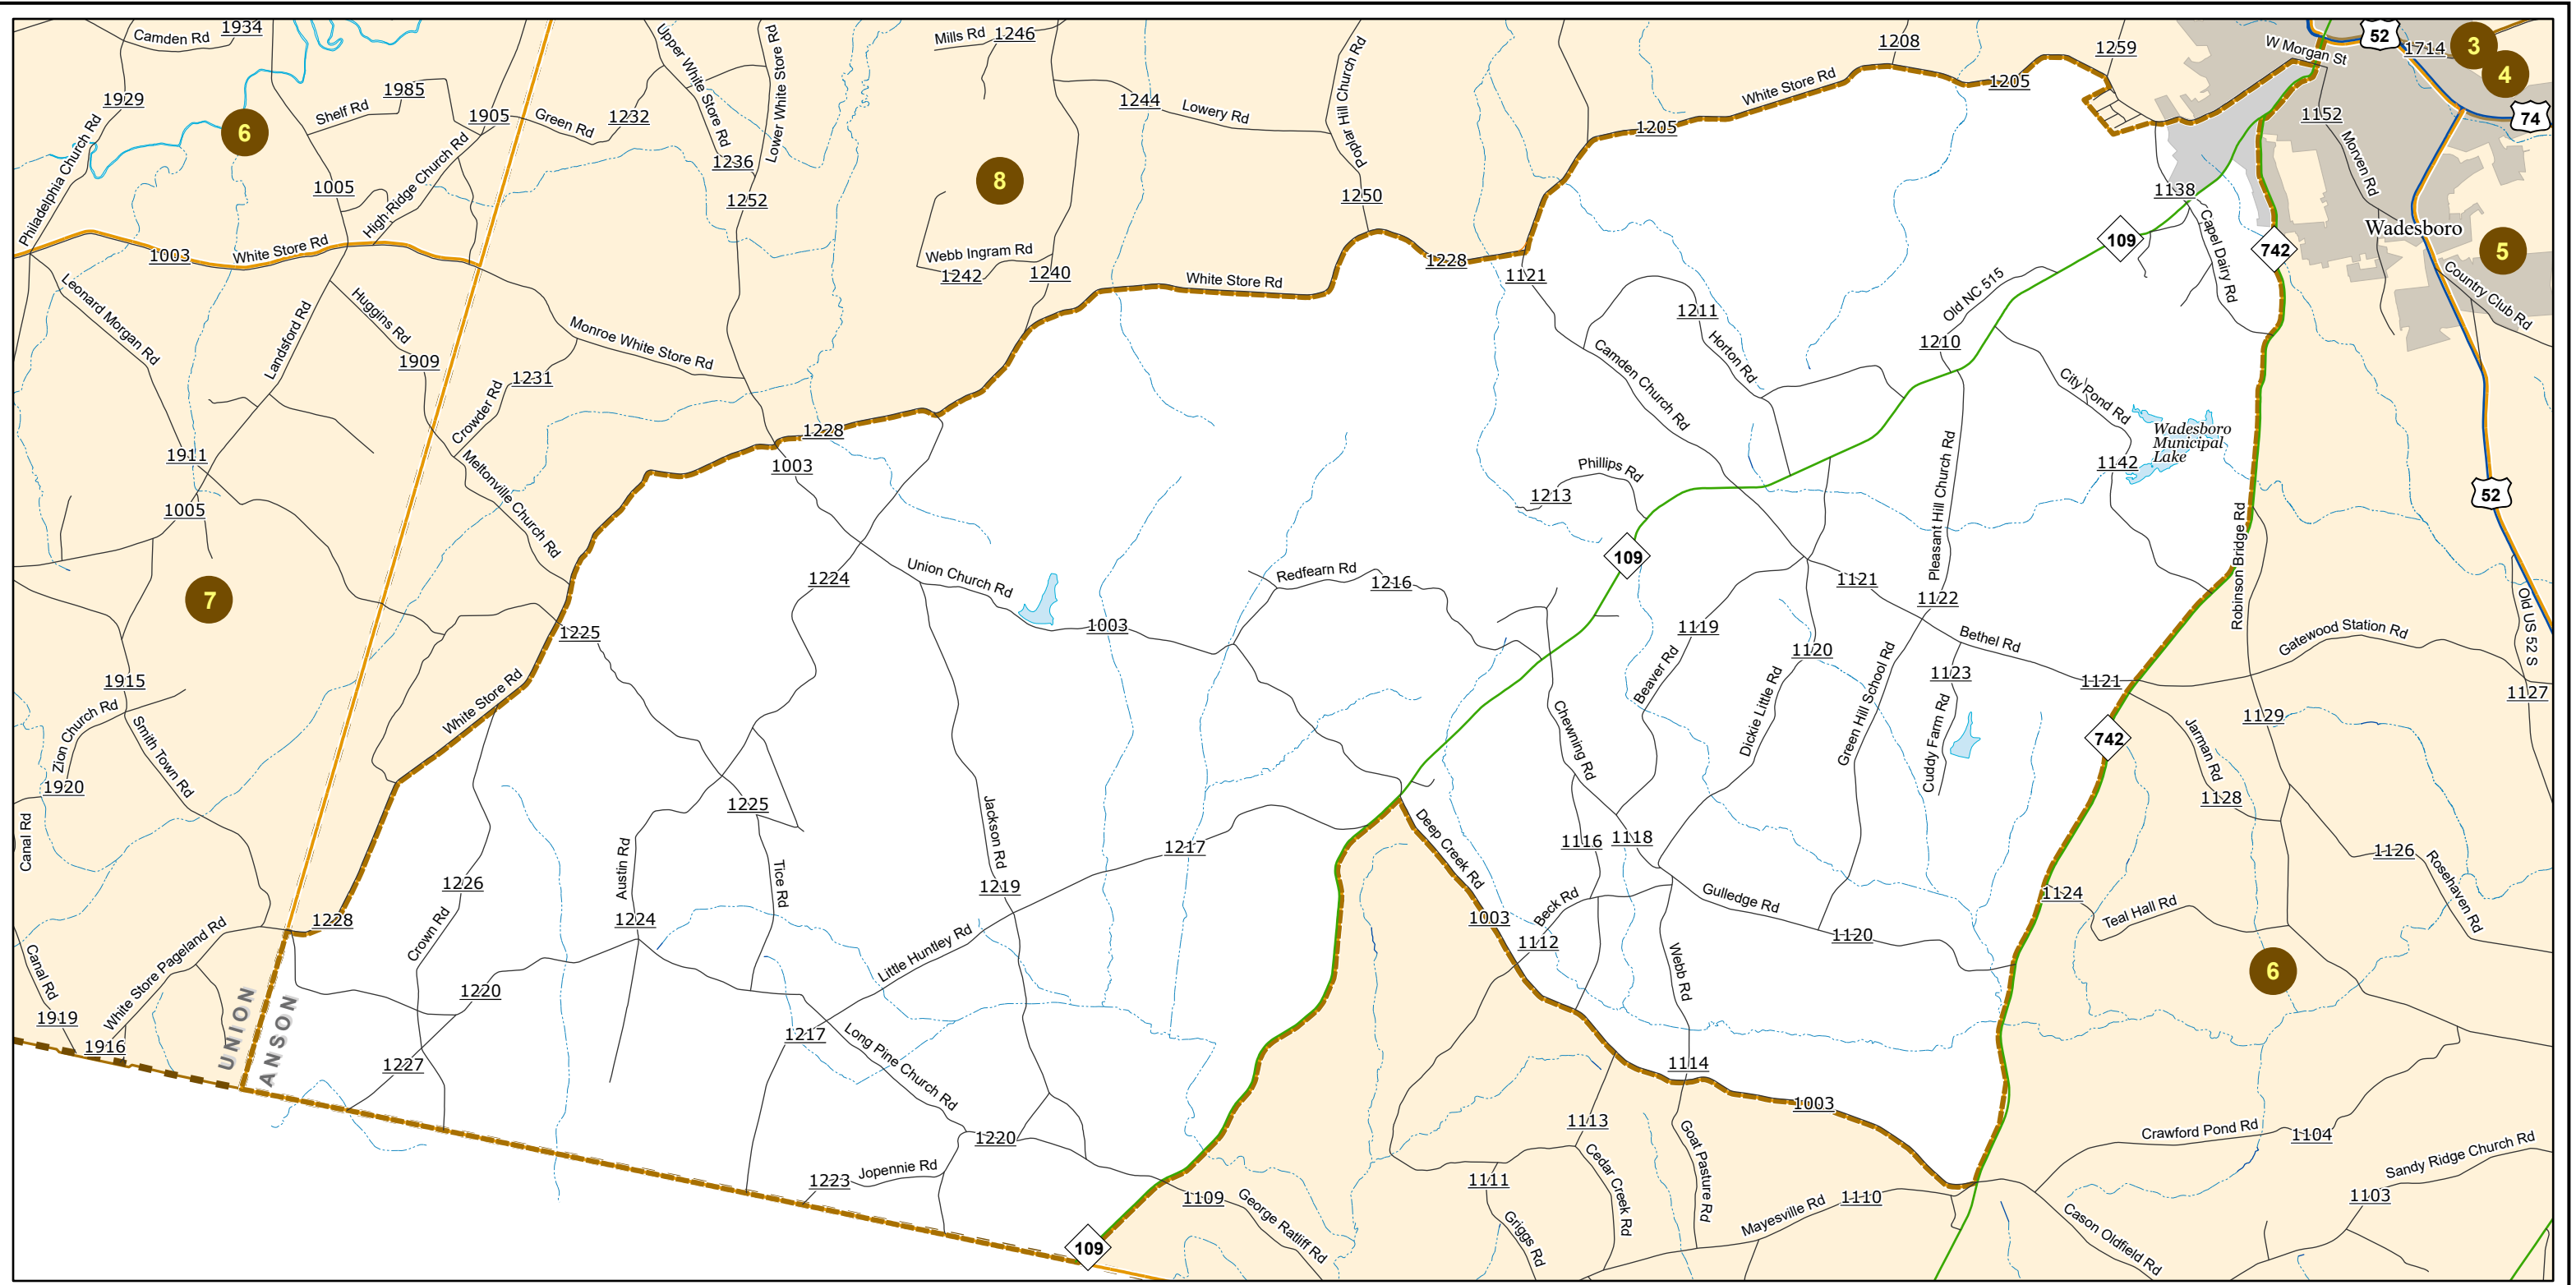 1934
Camden Rd
1929
Philadelphia Church Rd
6
Shelf Rd
1985
1905
Green Rd
1232
Upper White Store Rd
Lower White Store Rd
1236
1252
1005
High Ridge Church Rd
1003
White Store Rd
Mills Rd
1246
8
1244
Lowery Rd
Poplar Hill Church Rd
1250
Webb Ingram Rd
1242
1240
White Store Rd
1228
1121
1205
White Store Rd
1208
1205
1259
W Morgan St
52
1714
3
4
74
1152
Morven Rd
Wadesboro
5
Country Club Rd
1138
109
Capel Dairy Rd
742
Old NC 515
1210
1211
Horton Rd
Camden Church Rd
City Pond Rd
Wadesboro
Municipal
Lake
1142
52
Leonard Morgan Rd
Landsford Rd
Huggins Rd
1909
Monroe White Store Rd
1231
Crowder Rd
Meltonville Church Rd
1911
1005
7
1228
1003
1224
Union Church Rd
1003
Redfearn Rd
1216
Phillips Rd
1213
109
Pleasant Hill Church Rd
1121
1122
1119
1120
Beaver Rd
Dickie Little Rd
Green Hill School Rd
1123
Cuddy Farm Rd
Bethel Rd
1121
Robinson Bridge Rd
Gatewood Station Rd
Old US 52 S
1127
1129
742
Jarman Rd
1128
1126
Rosehaven Rd
1225
White Store Rd
1915
Zion Church Rd
Smith Town Rd
1920
Canal Rd
1225
Austin Rd
Tice Rd
Jackson Rd
1219
1217
Chewning Rd
1116
1118
Deep Creek Rd
1003
Beck Rd
1112
Gulledge Rd
1120
Webb Rd
1124
Teal Hall Rd
6
1226
Crown Rd
1224
1228
White Store Pageland Rd
Canal Rd
1919
1916
UNION
ANSON
1220
1227
Little Huntley Rd
1217
Long Pine Church Rd
1220
1223
Jopennie Rd
109
1109
George Ratliff Rd
1114
1003
1113
Cedar Creek Rd
Goat Pasture Rd
1111
Griggs Rd
Mayesville Rd
1110
Crawford Pond Rd
1104
Sandy Ridge Church Rd
1103
Cason Oldfield Rd